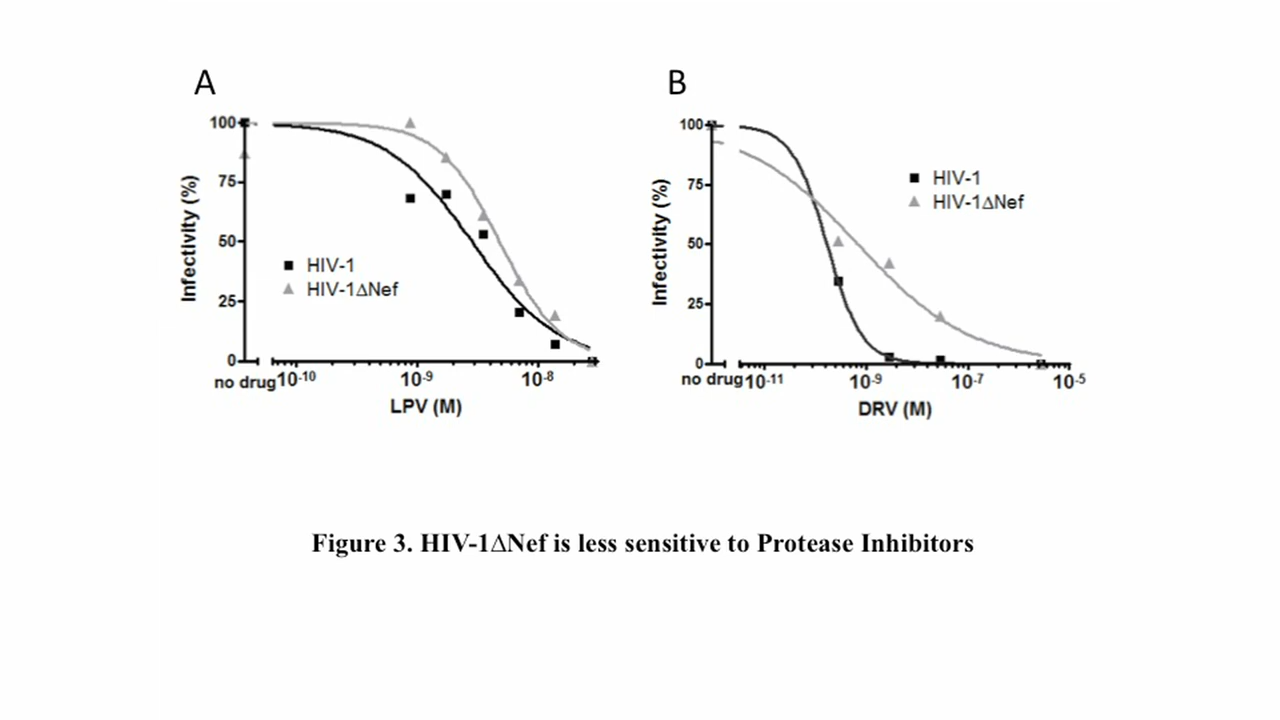 A
100
75
50
25
0
Infectivity (%)
HIV-1
HIV-1ΔNef
no drug
10-10
10-9
10-8
LPV (M)
B
100
75
50
25
0
Infectivity (%)
HIV-1
HIV-1ΔNef
no drug
10-11
10-9
10-7
10-5
DRV (M)
Figure 3. HIV-1ΔNef is less sensitive to Protease Inhibitors